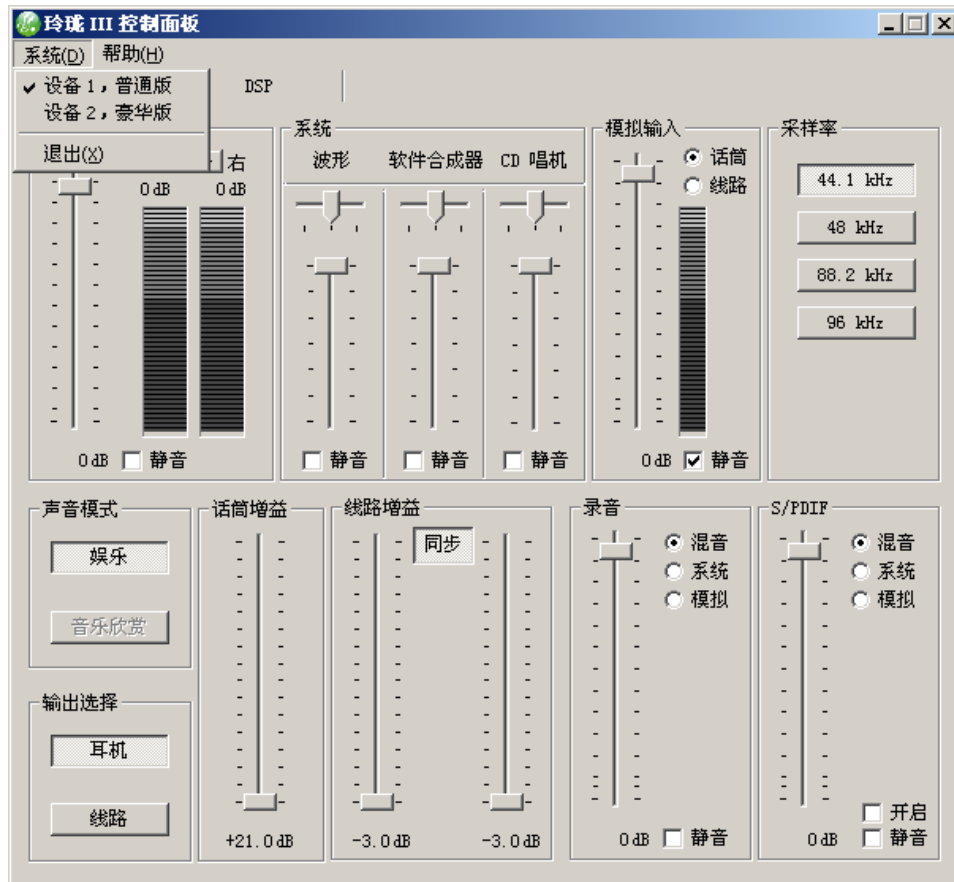 玲珑 III 控制面板
系统(D) 帮助(H)
设备 1，普通版
设备 2，豪华版
退出(X)
DSP
右
0 dB 0 dB
0 dB 静音
系统
波形 软件合成器 CD 唱机
静音 静音 静音
模拟输入
话筒
线路
0 dB 静音
采样率
44.1 kHz
48 kHz
88.2 kHz
96 kHz
声音模式
娱乐
音乐欣赏
输出选择
耳机
线路
话筒增益
+21.0 dB
线路增益
同步
-3.0 dB -3.0 dB
录音
混音
系统
模拟
0 dB 静音
S/PDIF
混音
系统
模拟
开启
0 dB 静音